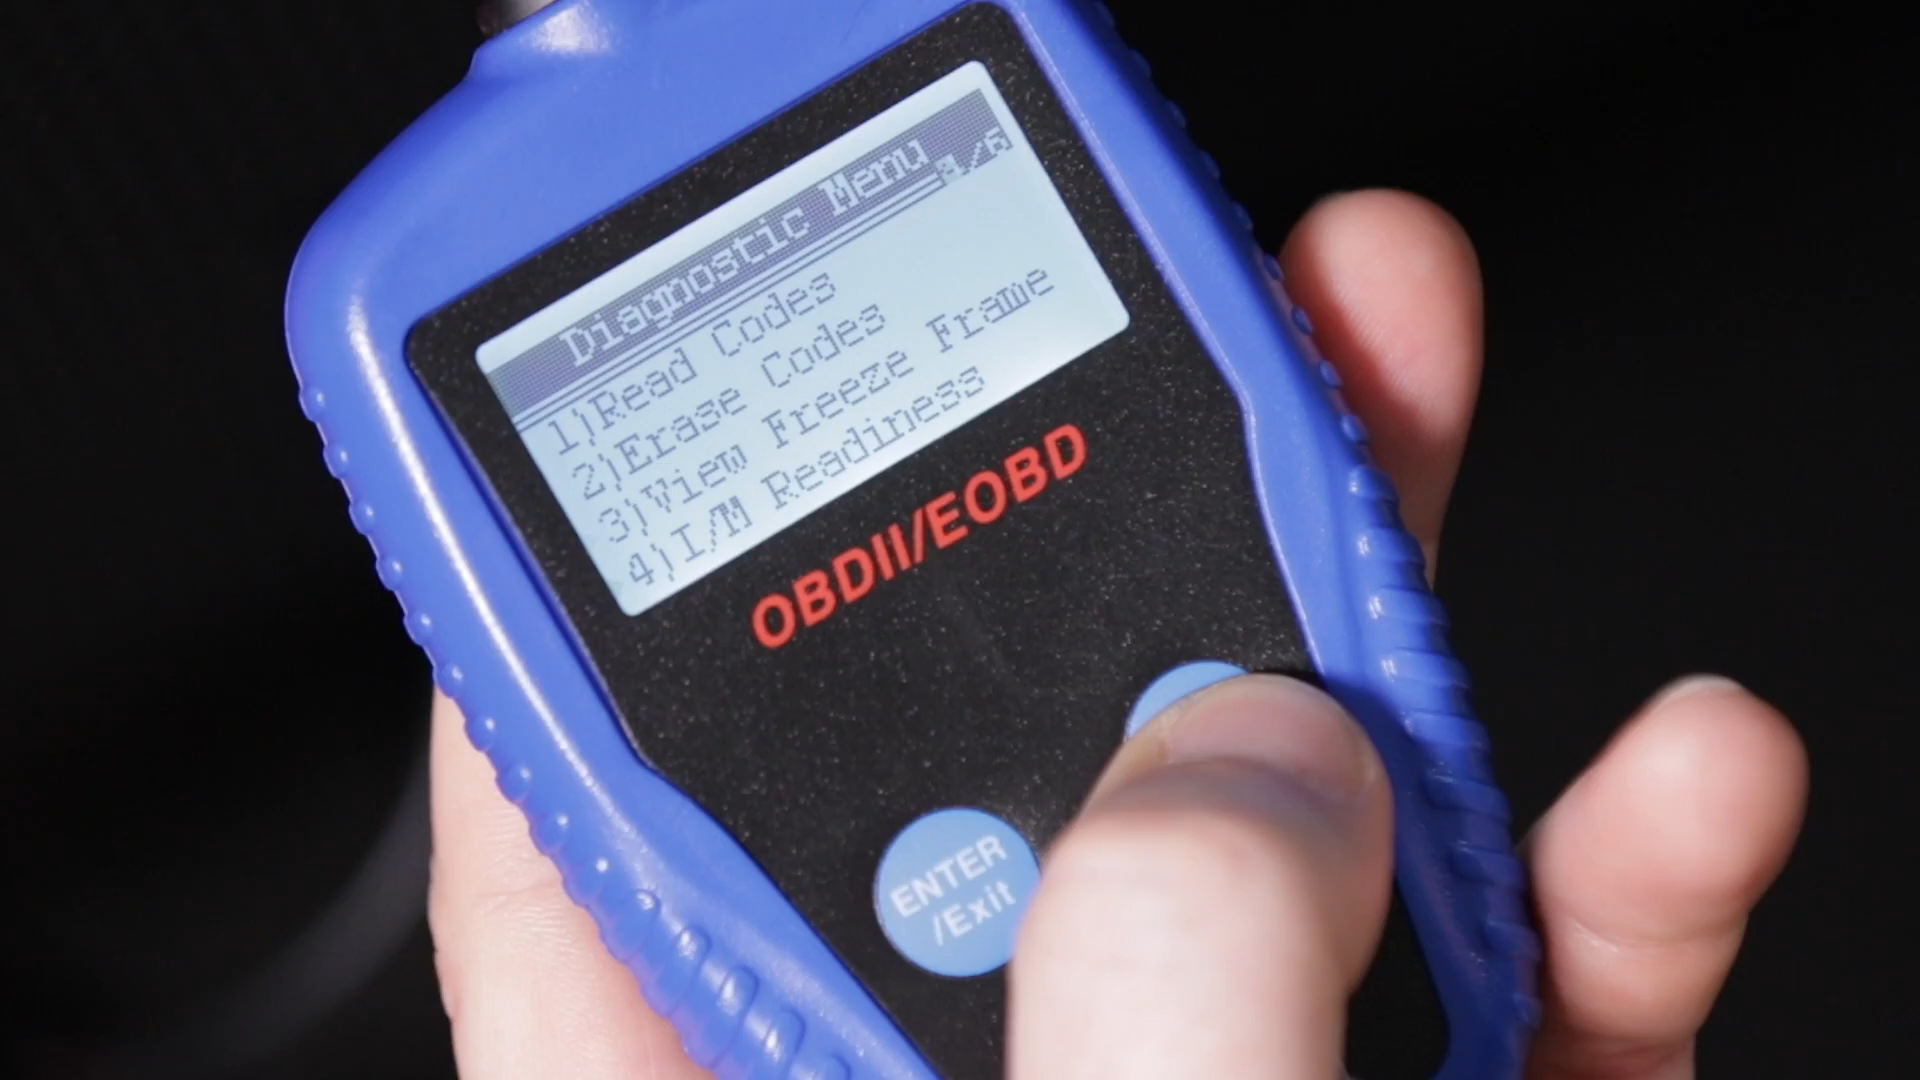 Diagnostic Menu
1)Read Codes
2)Erase Codes
3)View Freeze Frame
4)I/M Readiness
OBDII/EOBD
ENTER
/Exit